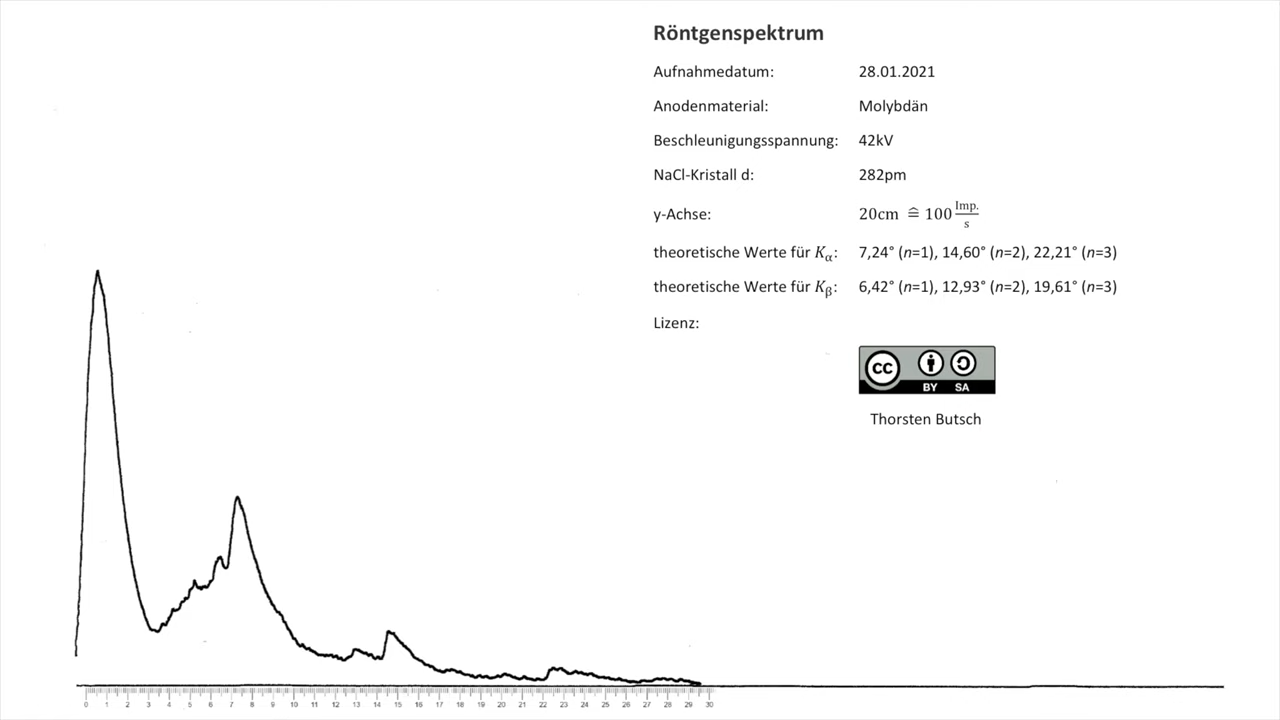 Röntgenspektrum
Aufnahmedatum: 28.01.2021
Anodenmaterial: Molybdän
Beschleunigungsspannung: 42kV
NaCl-Kristall d: 282pm
y-Achse: 20cm ≙ 100 Imp./s
theoretische Werte für Kα: 7,24° (n=1), 14,60° (n=2), 22,21° (n=3)
theoretische Werte für Kβ: 6,42° (n=1), 12,93° (n=2), 19,61° (n=3)
Lizenz:
cc BY SA
Thorsten Butsch
0 1 2 3 4 5 6 7 8 9 10 11 12 13 14 15 16 17 18 19 20 21 22 23 24 25 26 27 28 29 30